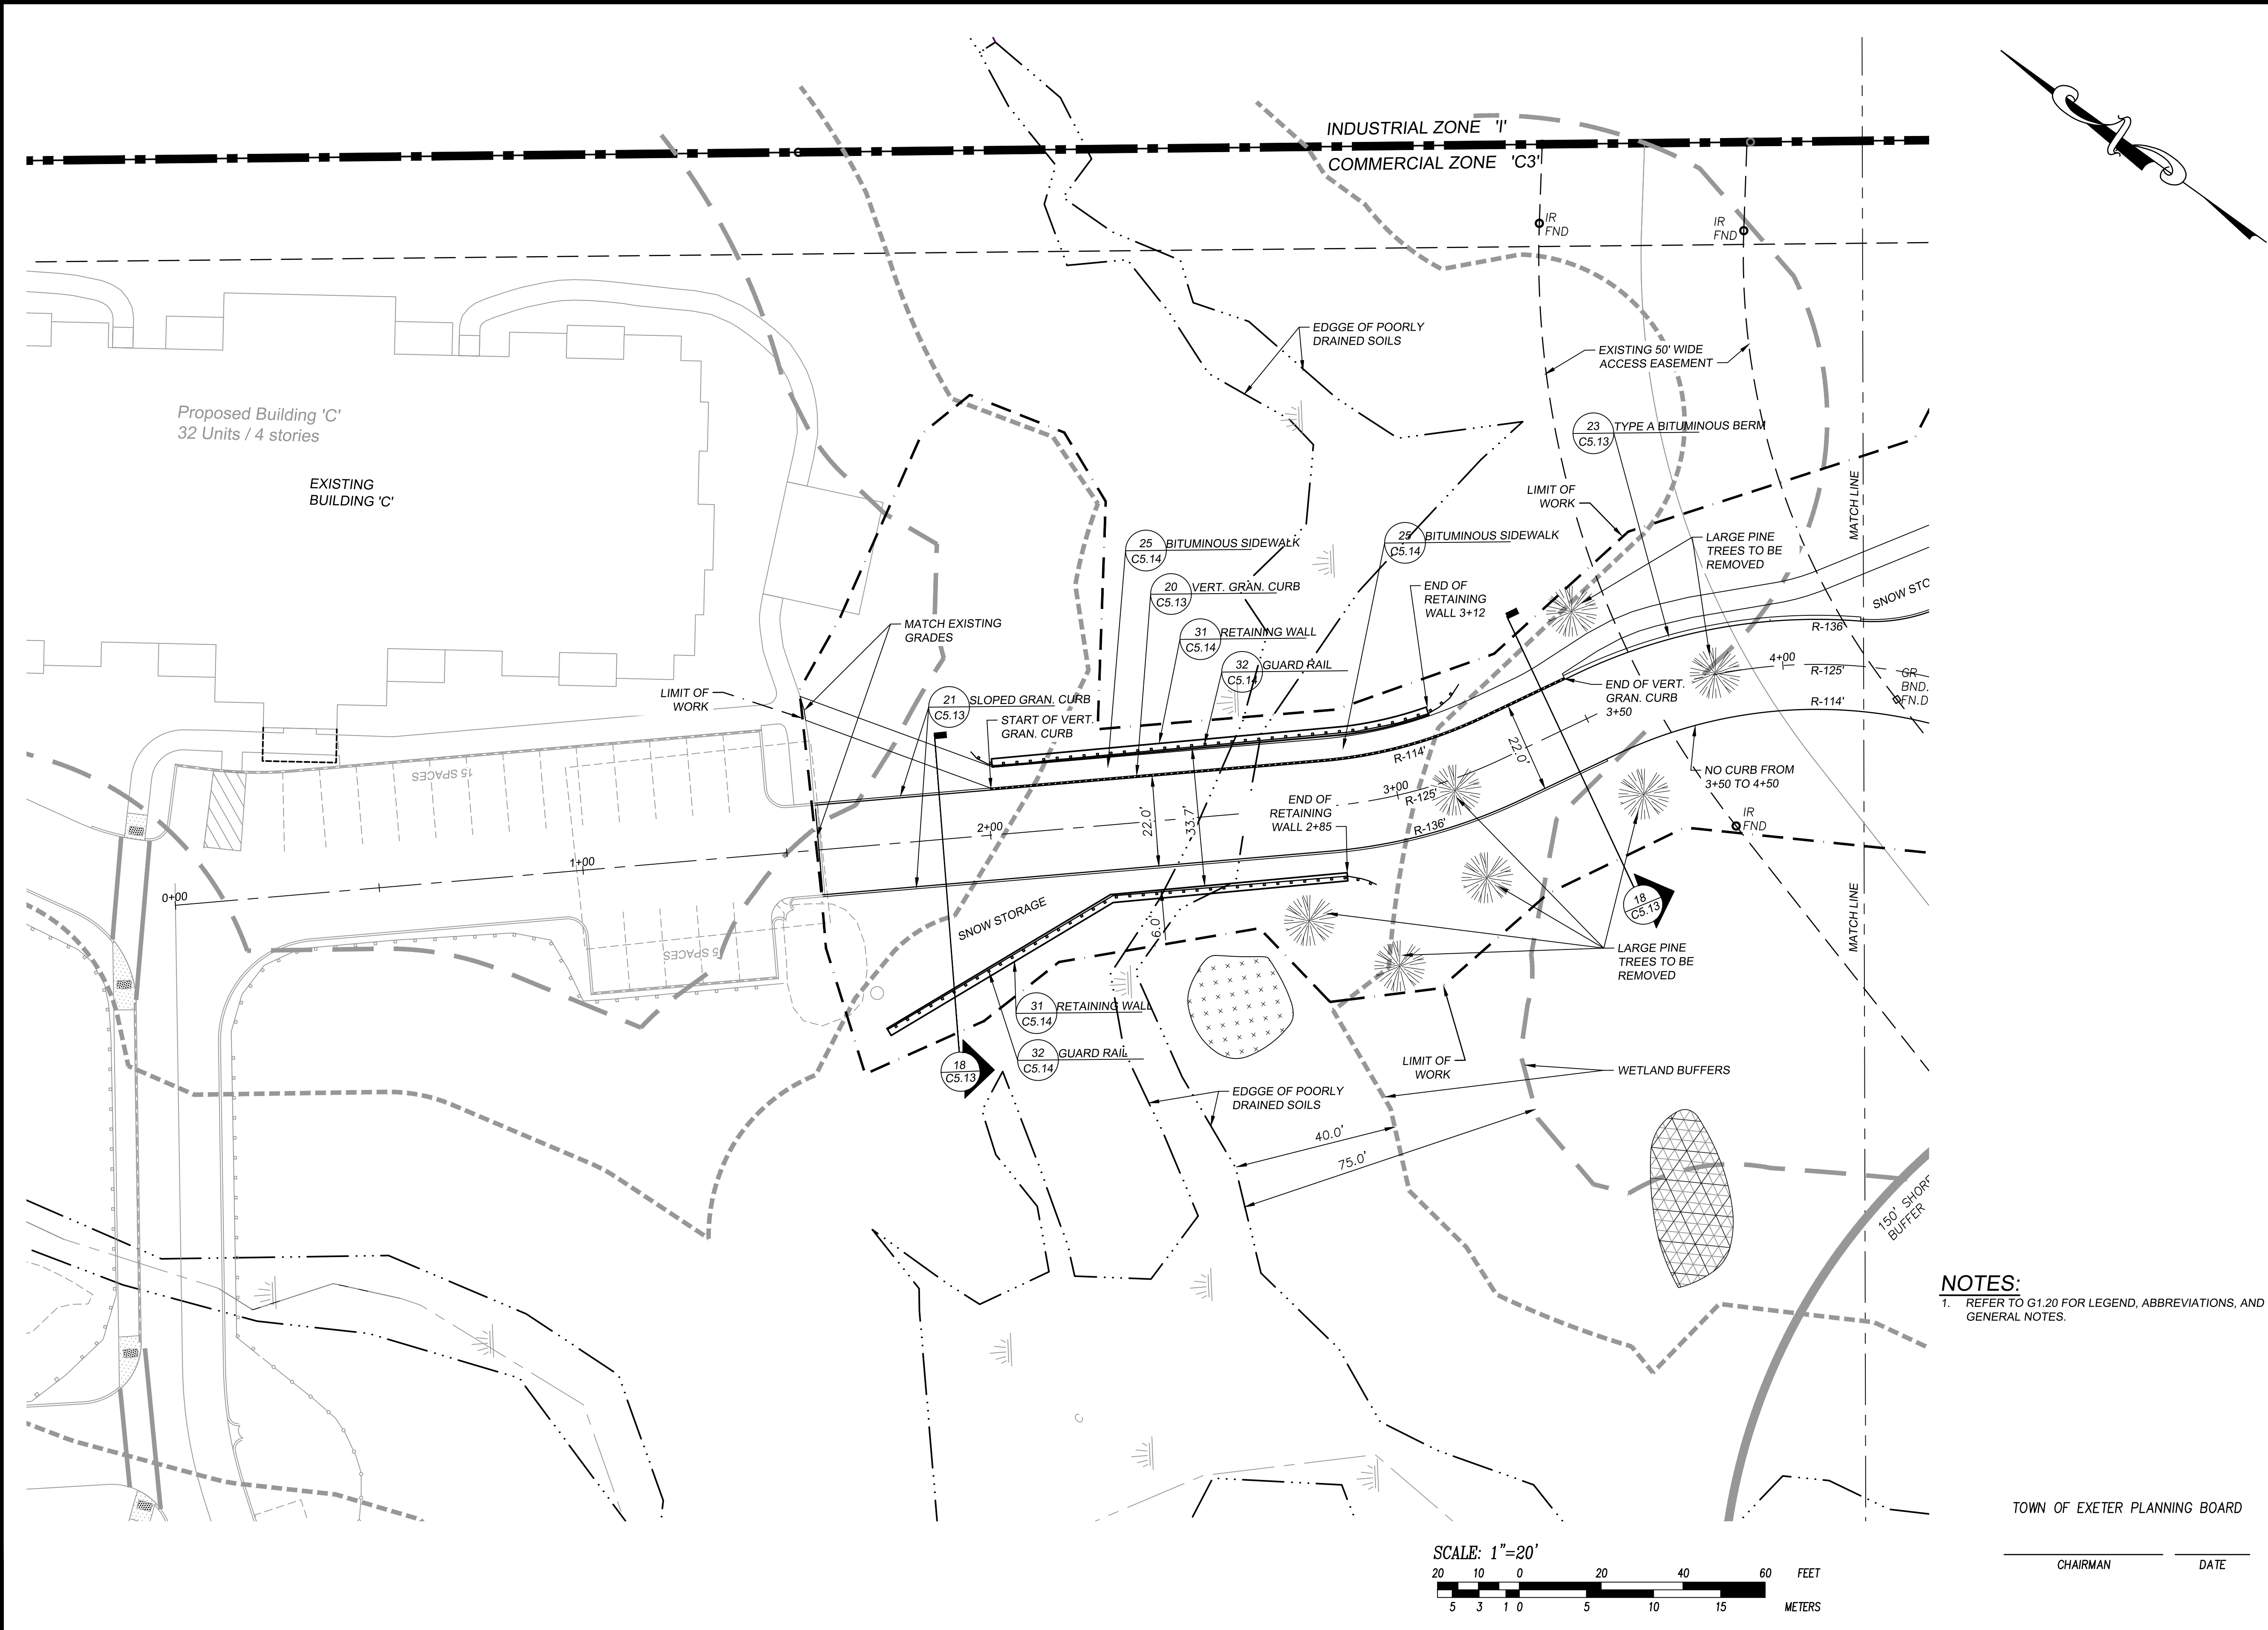 INDUSTRIAL ZONE 'I'
COMMERCIAL ZONE 'C3'
IR
FND
IR
FND
EDGGE OF POORLY
DRAINED SOILS
EXISTING 50' WIDE
ACCESS EASEMENT
Proposed Building 'C'
32 Units / 4 stories
EXISTING
BUILDING 'C'
23
C5.13
TYPE A BITUMINOUS BERM
LIMIT OF
WORK
MATCH LINE
LARGE PINE
TREES TO BE
REMOVED
25
C5.14
BITUMINOUS SIDEWALK
25
C5.14
BITUMINOUS SIDEWALK
20
C5.13
VERT. GRAN. CURB
END OF
RETAINING
WALL 3+12
SNOW STO
MATCH EXISTING
GRADES
31
C5.14
RETAINING WALL
R-136'
32
C5.14
GUARD RAIL
4+00
R-125'
GR
BND.
FN.D
LIMIT OF
WORK
21
C5.13
SLOPED GRAN. CURB
START OF VERT.
GRAN. CURB
END OF VERT.
GRAN. CURB
3+50
R-114'
22.0'
R-114'
15 SPACES
NO CURB FROM
3+50 TO 4+50
3+00
R-125'
END OF
RETAINING
WALL 2+85
R-136'
22.0'
33.7'
2+00
1+00
0+00
IR
FND
SNOW STORAGE
6.0'
18
C5.13
MATCH LINE
15 SPACES
LARGE PINE
TREES TO BE
REMOVED
31
C5.14
RETAINING WALL
32
C5.14
GUARD RAIL
18
C5.13
LIMIT OF
WORK
WETLAND BUFFERS
EDGGE OF POORLY
DRAINED SOILS
40.0'
75.0'
150' SHOR
BUFFER
NOTES:
1. REFER TO G1.20 FOR LEGEND, ABBREVIATIONS, AND
GENERAL NOTES.
TOWN OF EXETER PLANNING BOARD
CHAIRMAN DATE
SCALE: 1"=20'
20 10 0 20 40 60 FEET
5 3 1 0 5 10 15 METERS